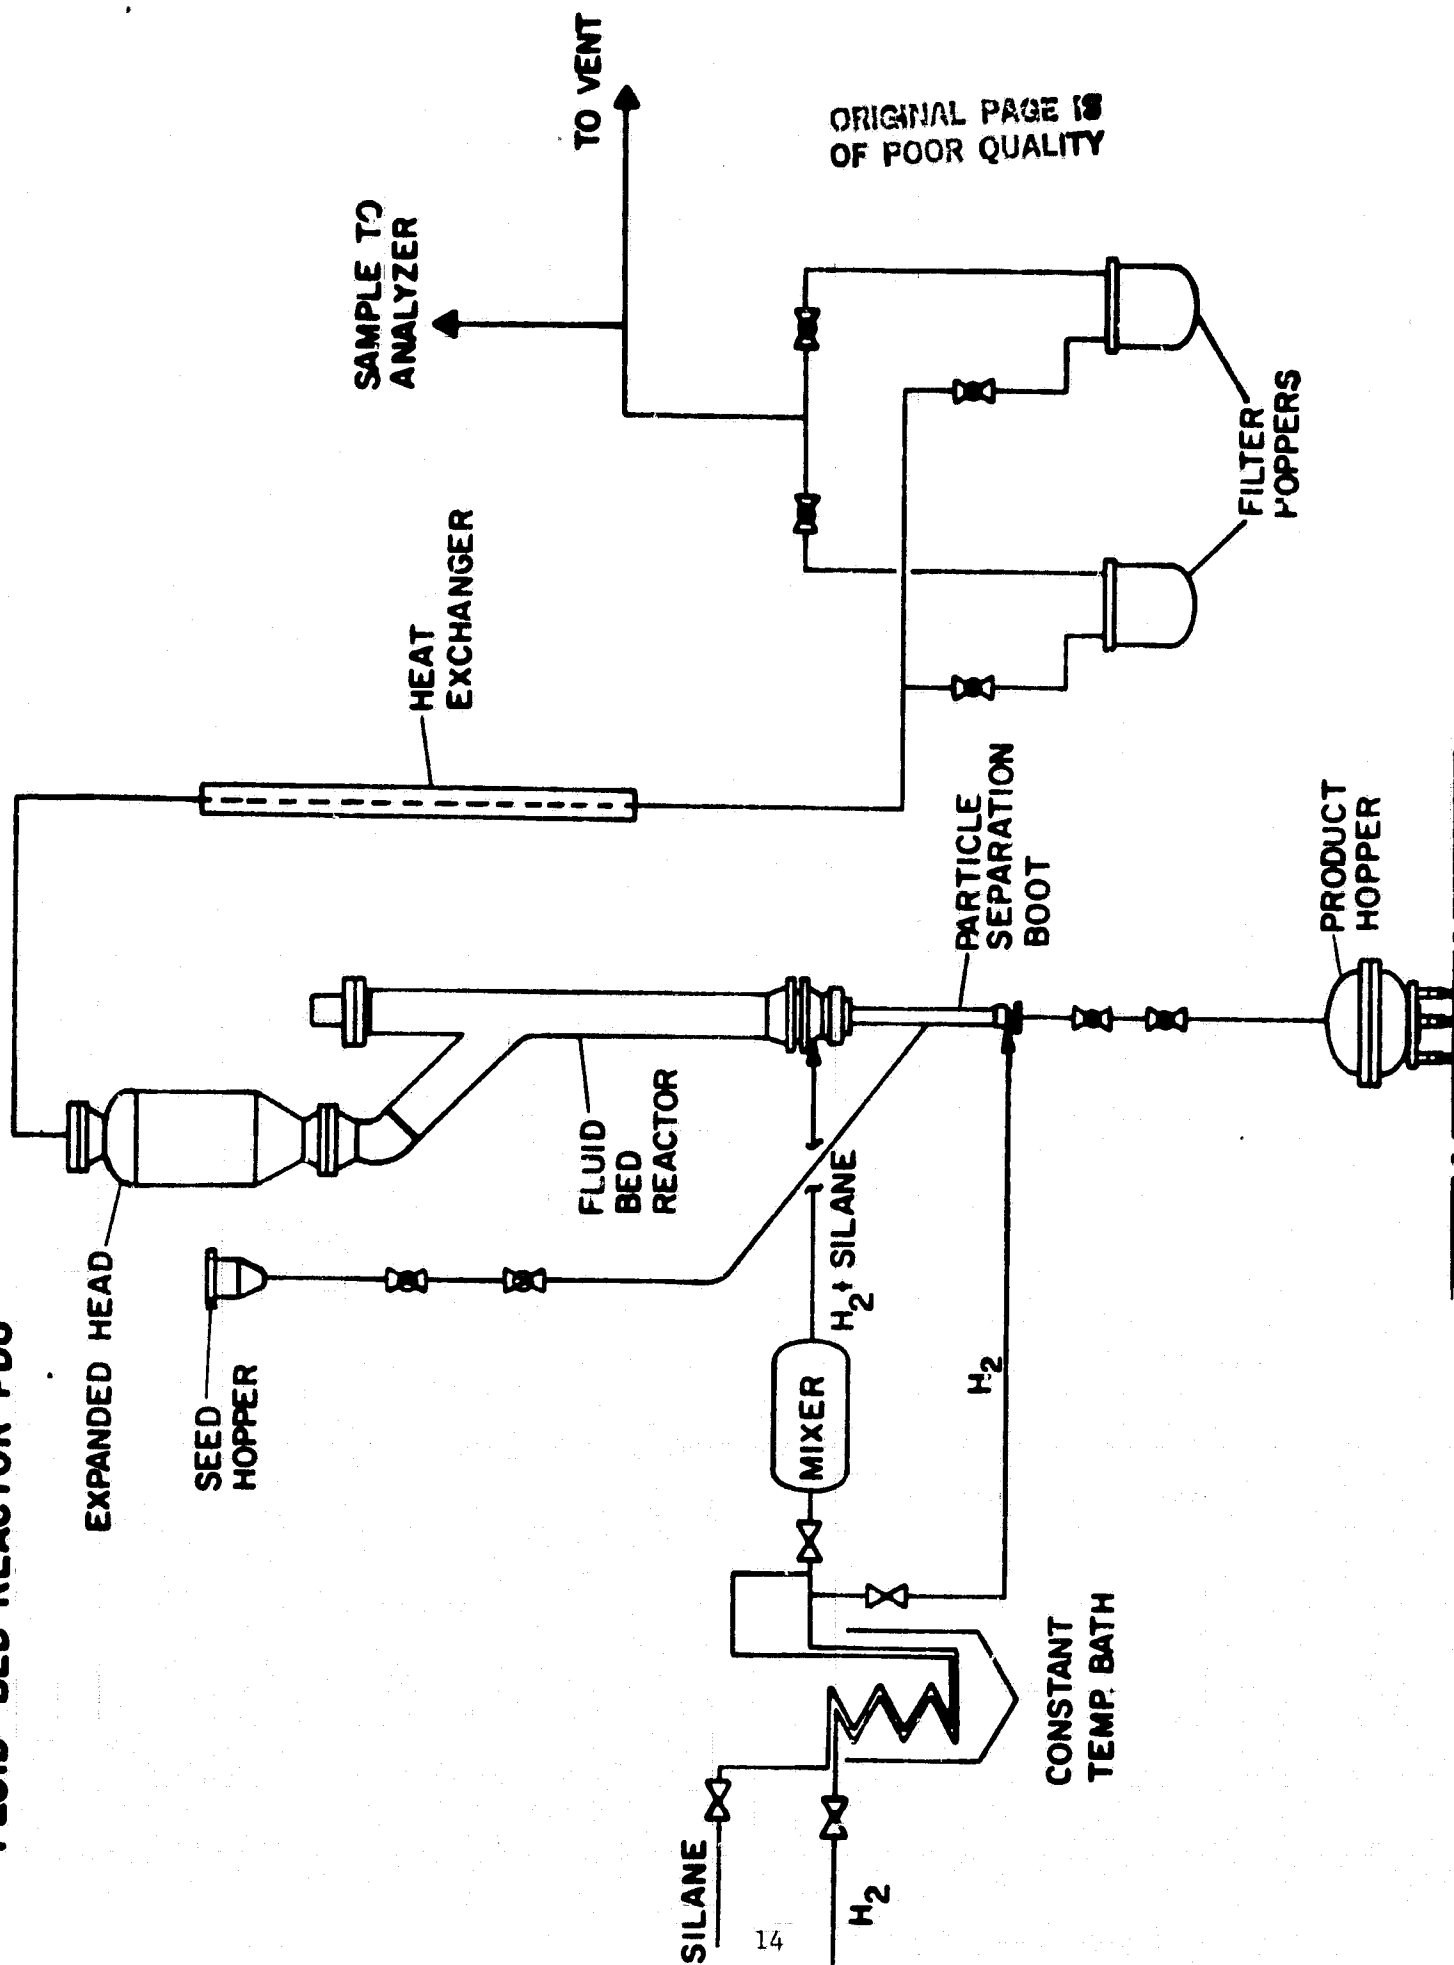 FLUID BED REACTOR PDU
EXPANDED HEAD
SEED
HOPPER
FLUID
BED
REACTOR
HEAT
EXCHANGER
SAMPLE TO
ANALYZER
TO VENT
ORIGINAL PAGE IS
OF POOR QUALITY
FILTER
HOPPERS
PARTICLE
SEPARATION
BOOT
PRODUCT
HOPPER
H2 + SILANE
MIXER
H2
CONSTANT
TEMP. BATH
SILANE
H2
14